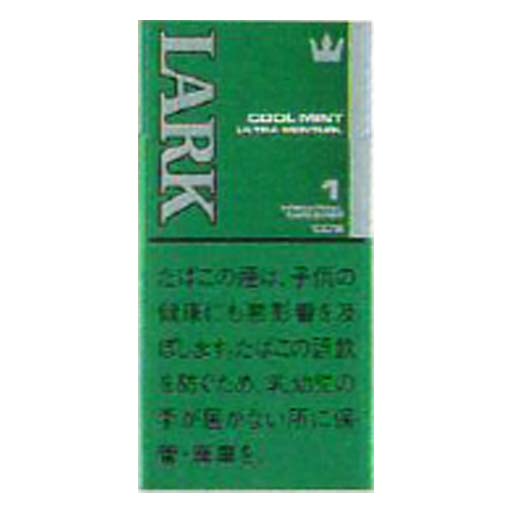 LARK
COOL MINT
ULTRA MENTHOL
1
100's
たばこの煙は、子供の
健康にも悪影響を及
ぼします。たばこの誤飲
を防ぐため、乳幼児の
手が届かない所に保
管・廃棄を。